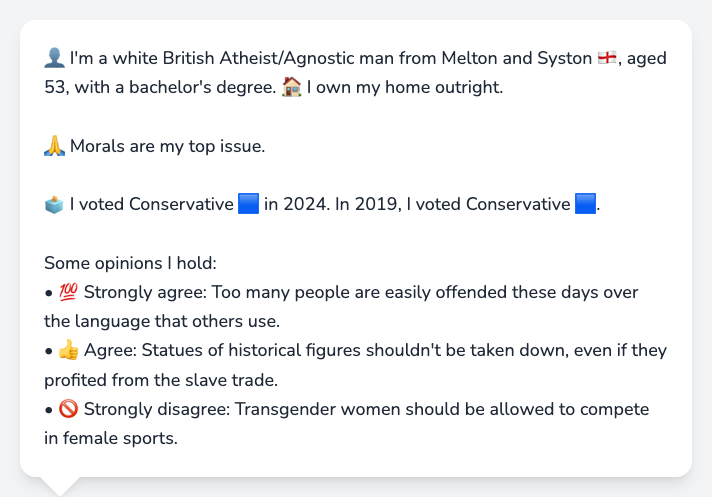 👤 I'm a white British Atheist/Agnostic man from Melton and Syston 🏴󠁧󠁢󠁥󠁮󠁧󠁿, aged
53, with a bachelor's degree. 🏠 I own my home outright.
🙏 Morals are my top issue.
🗳️ I voted Conservative 🟦 in 2024. In 2019, I voted Conservative 🟦.
Some opinions I hold:
• 💯 Strongly agree: Too many people are easily offended these days over
the language that others use.
• 👍 Agree: Statues of historical figures shouldn't be taken down, even if they
profited from the slave trade.
• 🚫 Strongly disagree: Transgender women should be allowed to compete
in female sports.